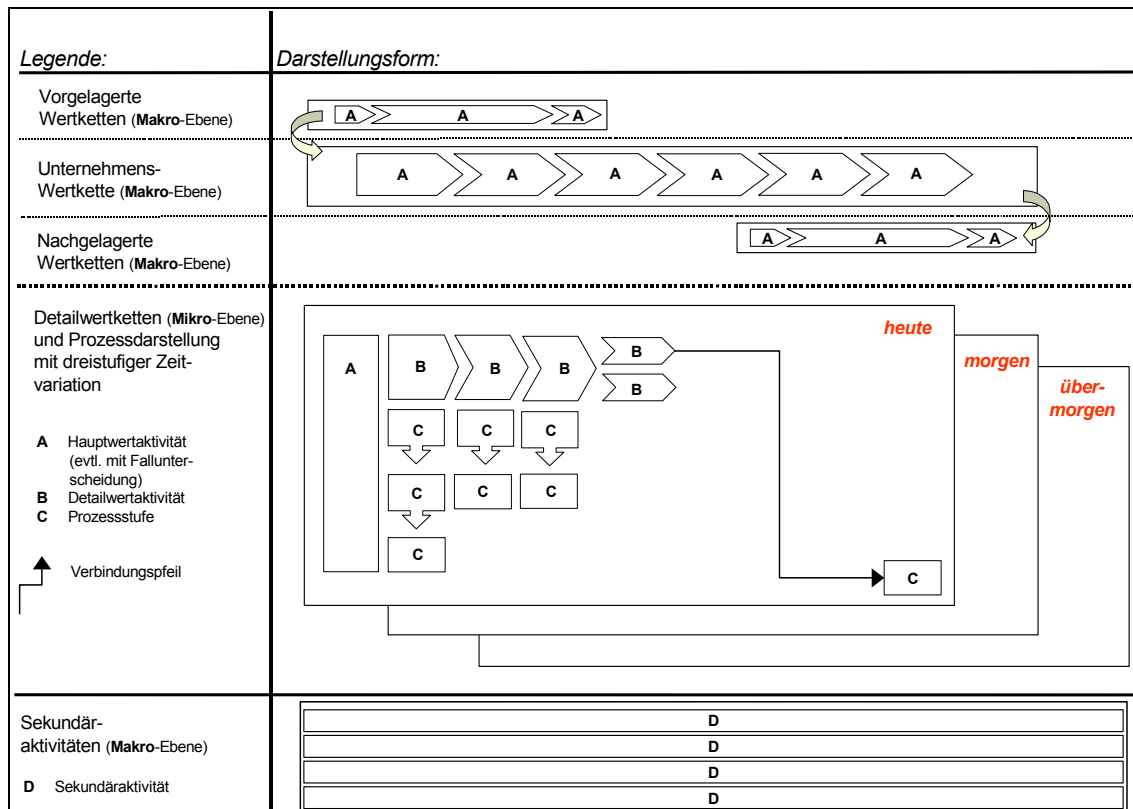 Legende:
Darstellungsform:
Vorgelagerte
Wertketten (Makro-Ebene)
A A A
Unternehmens-
Wertkette (Makro-Ebene)
A A A A A A
Nachgelagerte
Wertketten (Makro-Ebene)
A A A
Detailwertketten (Mikro-Ebene)
und Prozessdarstellung
mit dreistufiger Zeit-
variation
A Hauptwertaktivität
(evtl. mit Fallunter-
scheidung)
B Detailwertaktivität
C Prozessstufe
Verbindungspfeil
heute
morgen
über-
morgen
A
B B B B
B
C C C
C C C
C
C
Sekundär-
aktivitäten (Makro-Ebene)
D Sekundäraktivität
D
D
D
D